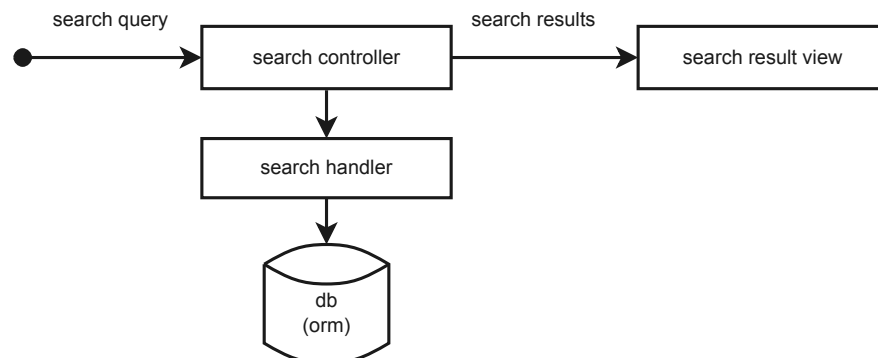 search query
search results
search controller
search result view
search handler
db
(orm)